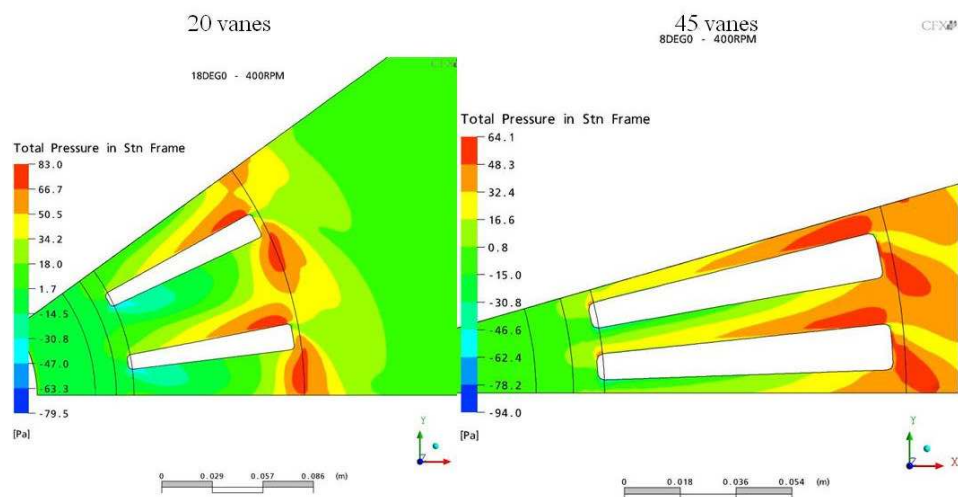 20 vanes
CFX
18DEG0 - 400RPM
Total Pressure in Stn Frame
83.0
66.7
50.5
34.2
18.0
1.7
-14.5
-30.8
-47.0
-63.3
-79.5
[Pa]
Y
0 0.029 0.057 0.086 (m)
45 vanes
CFX
8DEG0 - 400RPM
Total Pressure in Stn Frame
64.1
48.3
32.4
16.6
0.8
-15.0
-30.8
-46.6
-62.4
-78.2
-94.0
[Pa]
Y
X
0 0.018 0.036 0.054 (m)